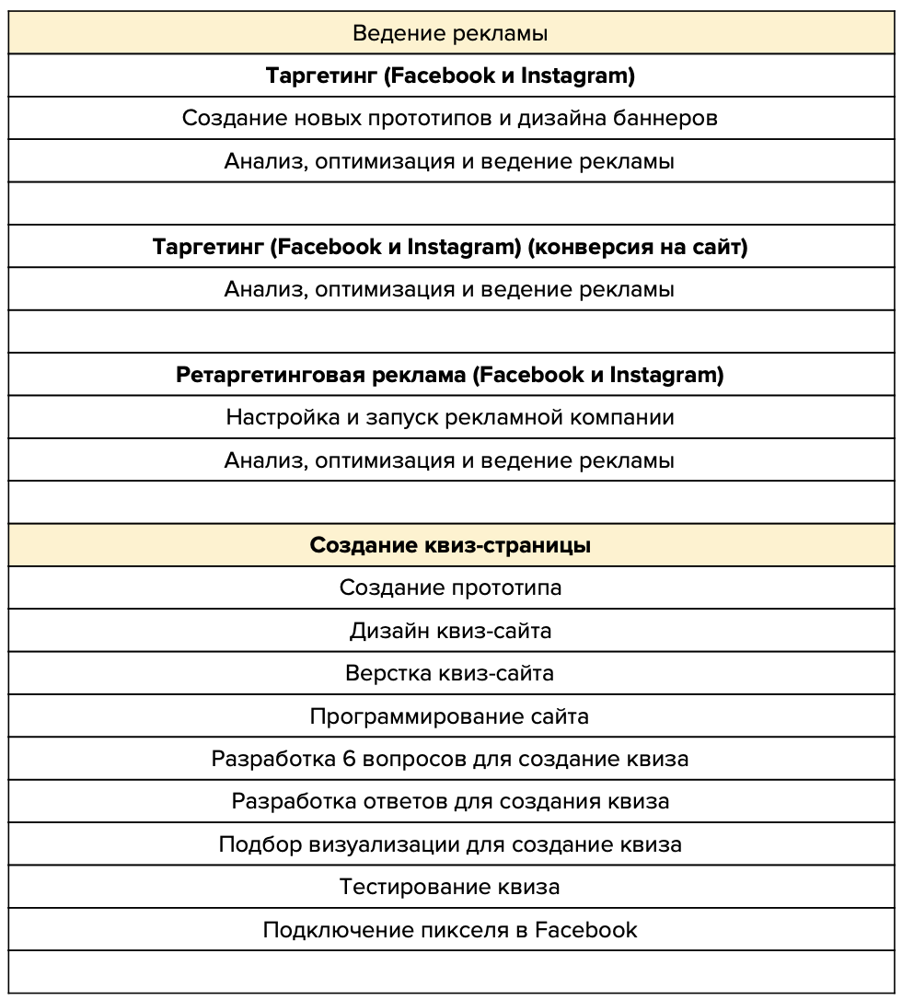 Ведение рекламы
Таргетинг (Facebook и Instagram)
Создание новых прототипов и дизайна баннеров
Анализ, оптимизация и ведение рекламы
Таргетинг (Facebook и Instagram) (конверсия на сайт)
Анализ, оптимизация и ведение рекламы
Ретаргетинговая реклама (Facebook и Instagram)
Настройка и запуск рекламной компании
Анализ, оптимизация и ведение рекламы
Создание квиз-страницы
Создание прототипа
Дизайн квиз-сайта
Верстка квиз-сайта
Программирование сайта
Разработка 6 вопросов для создание квиза
Разработка ответов для создания квиза
Подбор визуализации для создание квиза
Тестирование квиза
Подключение пикселя в Facebook